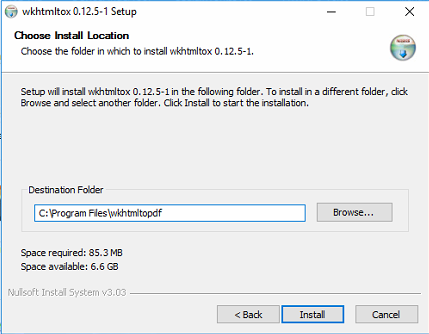 wkhtmltox 0.12.5-1 Setup
Choose Install Location
Choose the folder in which to install wkhtmltox 0.12.5-1.
Setup will install wkhtmltox 0.12.5-1 in the following folder. To install in a different folder, click
Browse and select another folder. Click Install to start the installation.
Destination Folder
C:\Program Files\wkhtmltopdf
Browse...
Space required: 85.3 MB
Space available: 6.6 GB
Nullsoft Install System v3.03
< Back
Install
Cancel